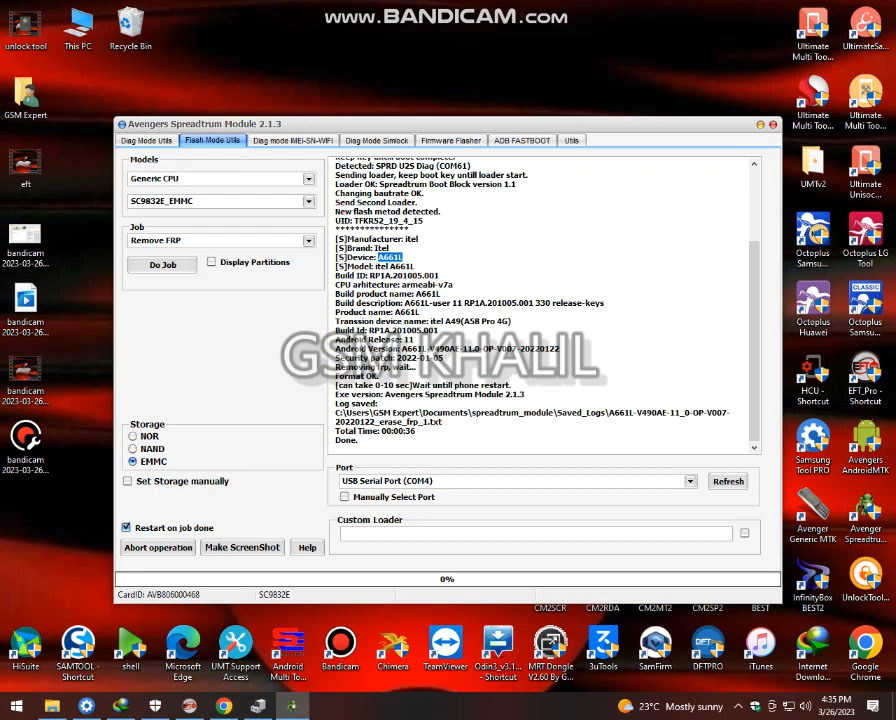 www.BANDICAM.com
unlock tool
This PC
Recycle Bin
GSM Expert
eft
bandicam
2023-03-26...
bandicam
2023-03-26...
bandicam
2023-03-26...
bandicam
2023-03-26...
Avengers Spreadtrum Module 2.1.3
Diag Mode Utils
Flash Mode Utils
Diag mode IMEI-SN-WIFI
Diag Mode Simlock
Firmware Flasher
ADB FASTBOOT
Utils
Models
Generic CPU
SC9832E_EMMC
Job
Remove FRP
Do Job
Display Partitions
Storage
NOR
NAND
EMMC
Set Storage manually
Restart on job done
Abort opperation
Make ScreenShot
Help
Keep key untill boot complete.
Detected: SPRD U2S Diag (COM61)
Sending loader, keep boot key untill loader start.
Loader OK: Spreadtrum Boot Block version 1.1
Changing bautrate OK.
Send Second Loader.
New flash metod detected.
UID: TFKR52_19_4_15
***************
[S]Manufacturer: itel
[S]Brand: Itel
[S]Device: A661L
[S]Model: itel A661L
Build ID: RP1A.201005.001
CPU arhitecture: armeabi-v7a
Build product name: A661L
Build description: A661L-user 11 RP1A.201005.001 330 release-keys
Product name: A661L
Transsion device name: itel A49(A58 Pro 4G)
Build Id: RP1A.201005.001
Android Release: 11
Android Version: A661L-V490AE-11.0-OP-V007-20220122
Security patch: 2022-01-05
Removing frp, wait...
Format OK.
[can take 0-10 sec]Wait untill phone restart.
Exe version: Avengers Spreadtrum Module 2.1.3
Log saved:
C:\Users\GSM Expert\Documents\spreadtrum_module\Saved_Logs\A661L-V490AE-11_0-OP-V007-
20220122_erase_frp_1.txt
Total Time: 00:00:36
Done.
GSM KHALIL
Port
USB Serial Port (COM4)
Refresh
Manually Select Port
Custom Loader
0%
CardID: AVB806000468
SC9832E
Ultimate
Multi Too...
UltimateSa...
Ultimate
Multi Too...
Ultimate
Multi Too...
UMTv2
Ultimate
Unisoc...
Octoplus
Samsu...
Octoplus LG
Tool
Octoplus
Huawei
CLASSIC
Octoplus
Samsu...
HCU -
Shortcut
EFT_Pro -
Shortcut
Samsung
Tool PRO
Avengers
AndroidMTK
Avenger
Generic MTK
Avenger
Spreadtru...
InfinityBox
BEST2
UnlockTool...
CM2SCR
CM2RDA
CM2MT2
CM2SP2
BEST
HiSuite
SAMTOOL -
Shortcut
shell
Microsoft
Edge
UMT Support
Access
Android
Multi To...
Bandicam
Chimera
TeamViewer
Odin3_v3.1...
- Shortcut
MRT Dongle
V2.60 By G...
3uTools
SamFirm
DFT PRO
DFTPRO
iTunes
Internet
Downlo...
Google
Chrome
23°C Mostly sunny
4:35 PM
3/26/2023